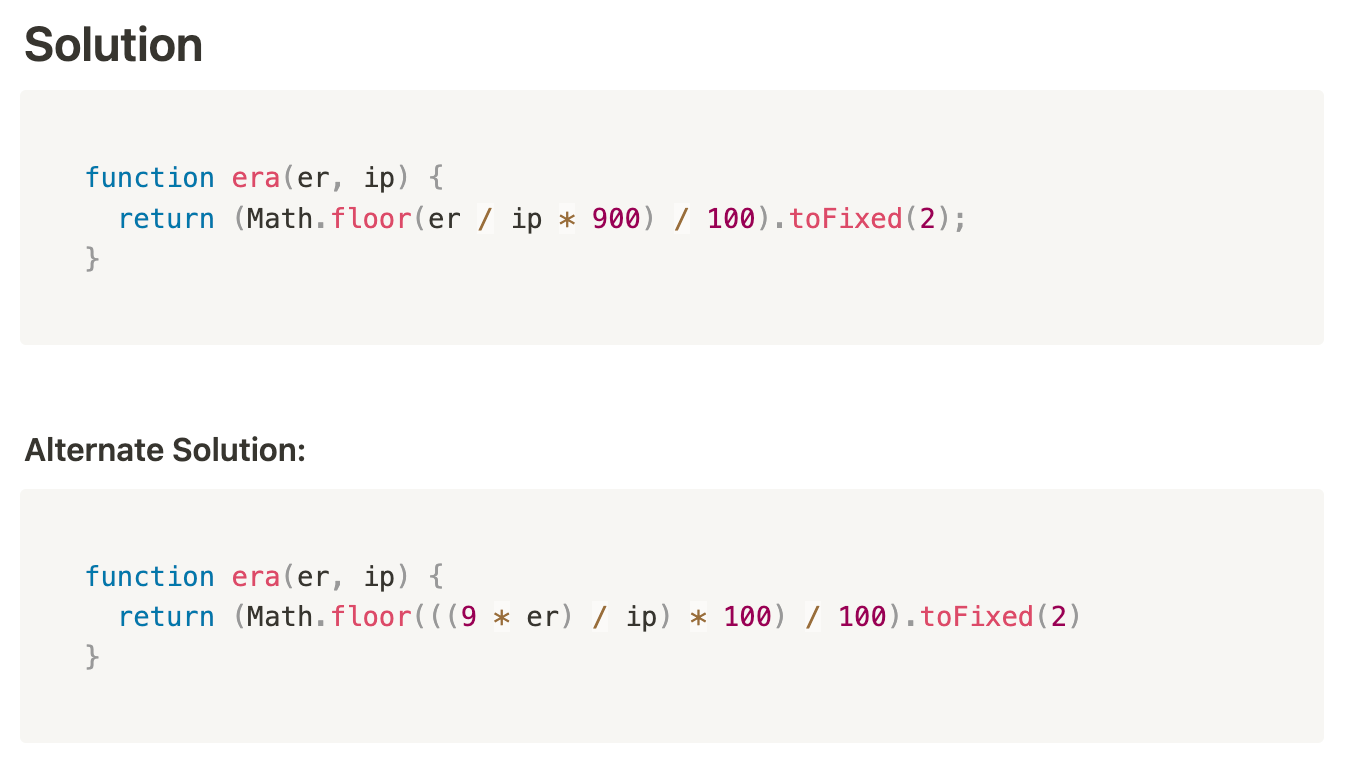 Solution
function era(er, ip) {
  return (Math.floor(er / ip * 900) / 100).toFixed(2);
}
Alternate Solution:
function era(er, ip) {
  return (Math.floor(((9 * er) / ip) * 100) / 100).toFixed(2)
}